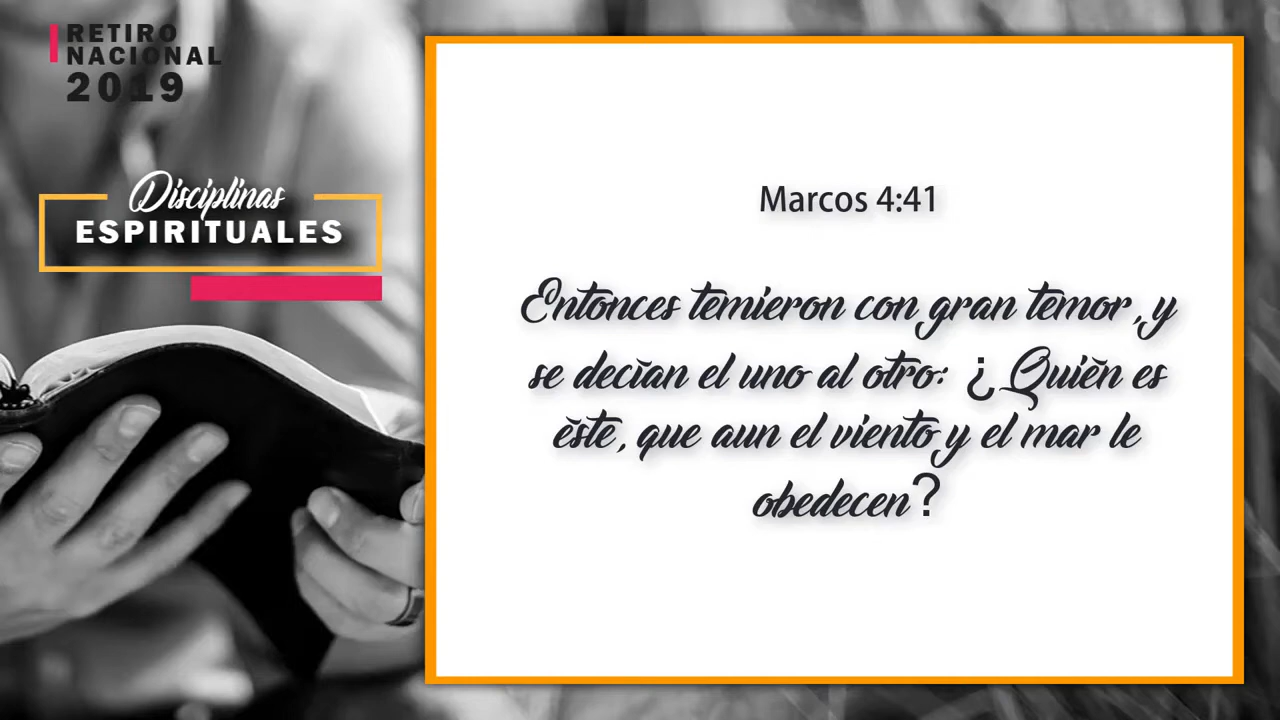 RETIRO
NACIONAL
2019
Disciplinas
ESPIRITUALES
Marcos 4:41
Entonces temieron con gran temor, y
se decían el uno al otro: ¿Quién es
éste, que aun el viento y el mar le
obedecen?